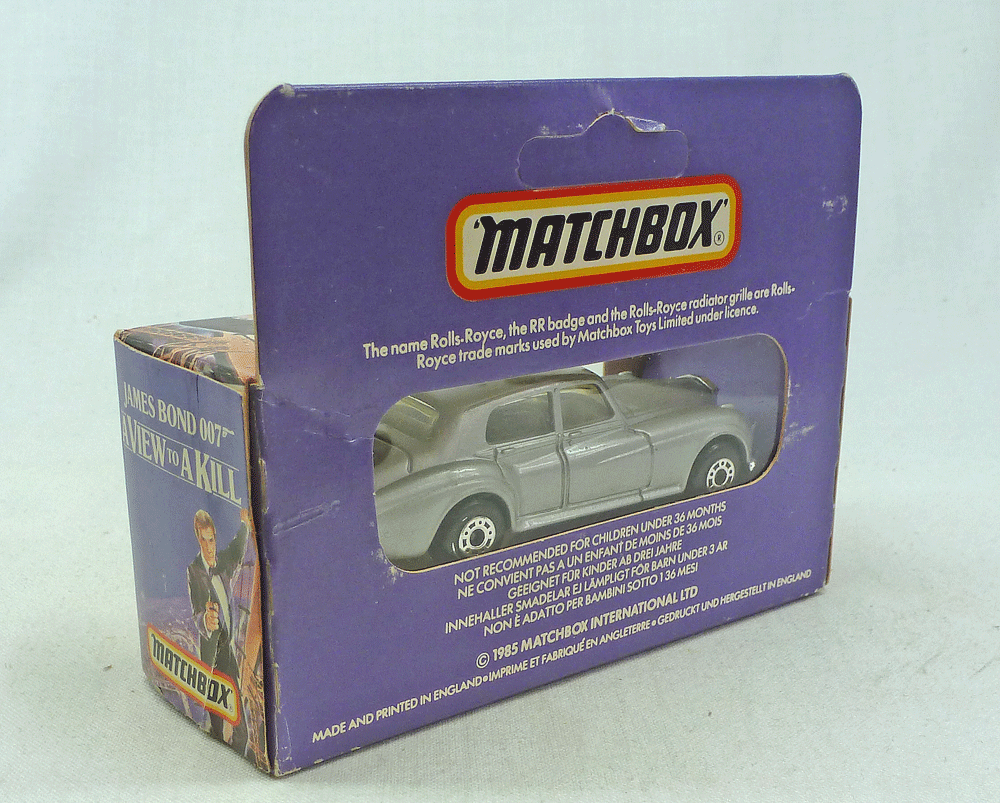 'MATCHBOX'®
The name Rolls-Royce, the RR badge and the Rolls-Royce radiator grille are Rolls-
Royce trade marks used by Matchbox Toys Limited under licence.
NOT RECOMMENDED FOR CHILDREN UNDER 36 MONTHS
NE CONVIENT PAS A UN ENFANT DE MOINS DE 36 MOIS
GEEIGNET FÜR KINDER AB DREI JAHRE
INNEHALLER SMADELAR EJ LÄMPLIGT FÖR BARN UNDER 3 AR
NON È ADATTO PER BAMBINI SOTTO 1 36 MESI
© 1985 MATCHBOX INTERNATIONAL LTD
MADE AND PRINTED IN ENGLAND•IMPRIME ET FABRIQUÉ EN ANGLETERRE•GEDRUCKT UND HERGESTELLT IN ENGLAND
JAMES BOND 007
A VIEW TO A KILL
MATCHBOX